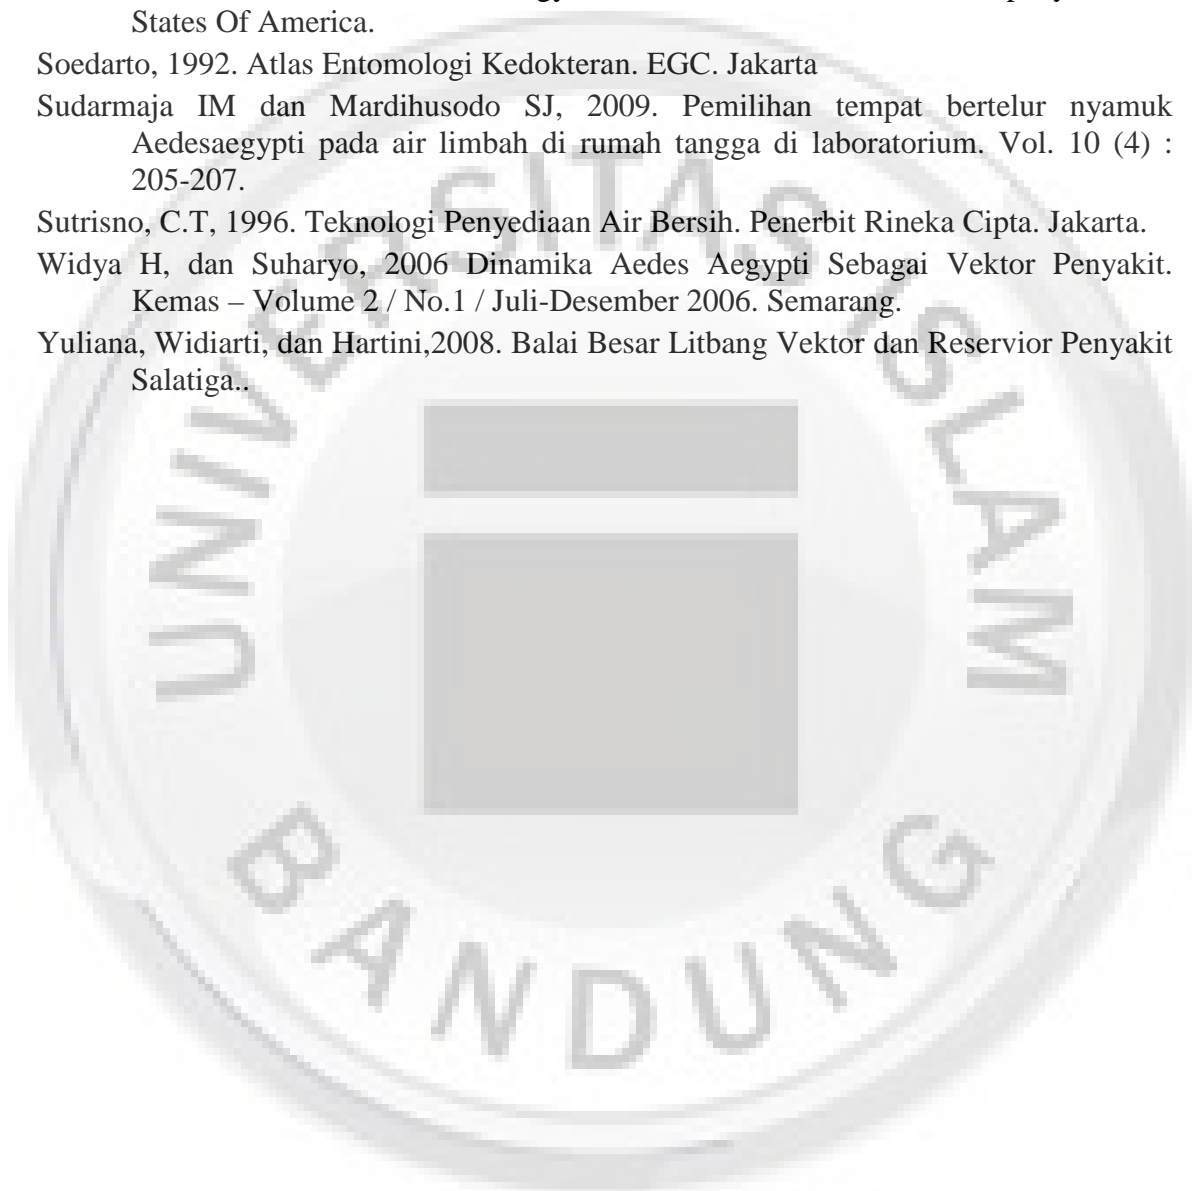 States Of America.
Soedarto, 1992. Atlas Entomologi Kedokteran. EGC. Jakarta
Sudarmaja IM dan Mardihusodo SJ, 2009. Pemilihan tempat bertelur nyamuk
Aedesaegypti pada air limbah di rumah tangga di laboratorium. Vol. 10 (4) :
205-207.
Sutrisno, C.T, 1996. Teknologi Penyediaan Air Bersih. Penerbit Rineka Cipta. Jakarta.
Widya H, dan Suharyo, 2006 Dinamika Aedes Aegypti Sebagai Vektor Penyakit.
Kemas – Volume 2 / No.1 / Juli-Desember 2006. Semarang.
Yuliana, Widiarti, dan Hartini,2008. Balai Besar Litbang Vektor dan Reservior Penyakit
Salatiga..
UNIVERSITAS ISLAM
BANDUNG